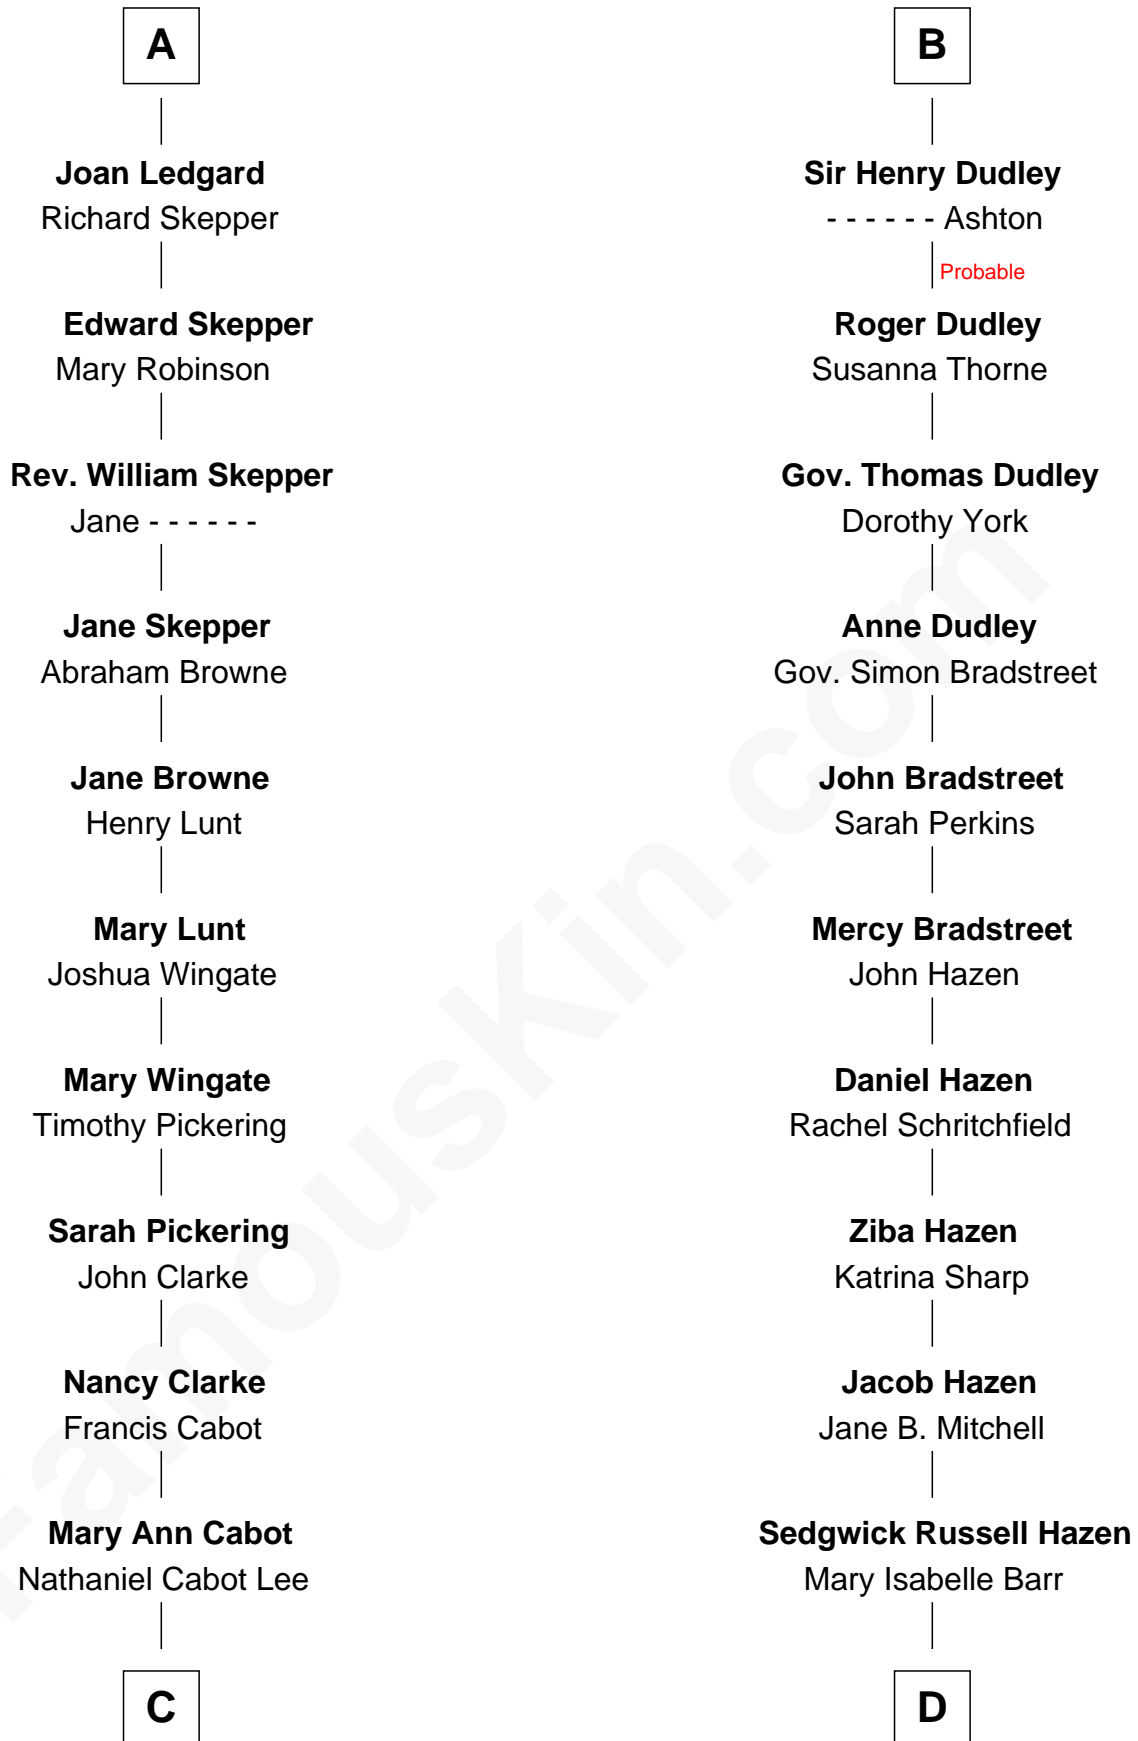 A
Joan Ledgard
Richard Skepper
Edward Skepper
Mary Robinson
Rev. William Skepper
Jane - - - - - -
Jane Skepper
Abraham Browne
Jane Browne
Henry Lunt
Mary Lunt
Joshua Wingate
Mary Wingate
Timothy Pickering
Sarah Pickering
John Clarke
Nancy Clarke
Francis Cabot
Mary Ann Cabot
Nathaniel Cabot Lee
C
B
Sir Henry Dudley
- - - - - - Ashton
Probable
Roger Dudley
Susanna Thorne
Gov. Thomas Dudley
Dorothy York
Anne Dudley
Gov. Simon Bradstreet
John Bradstreet
Sarah Perkins
Mercy Bradstreet
John Hazen
Daniel Hazen
Rachel Schritchfield
Ziba Hazen
Katrina Sharp
Jacob Hazen
Jane B. Mitchell
Sedgwick Russell Hazen
Mary Isabelle Barr
D
FamousKin.com